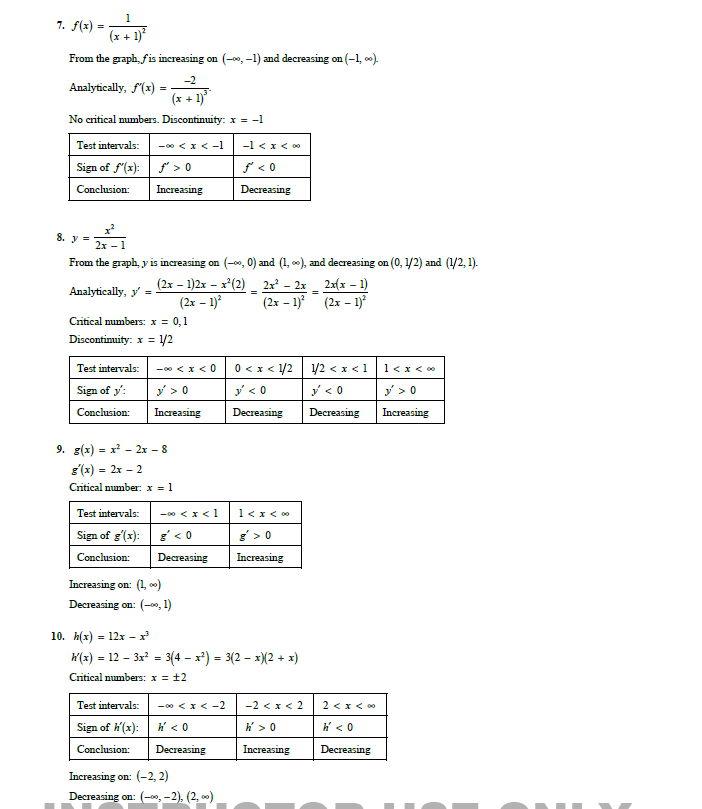 7. f(x) = 1/(x + 1)²
From the graph, f is increasing on (−∞, −1) and decreasing on (−1, ∞).
Analytically, f′(x) = −2/(x + 1)³.
No critical numbers. Discontinuity: x = −1
Test intervals: −∞ < x < −1 −1 < x < ∞
Sign of f′(x): f′ > 0 f′ < 0
Conclusion: Increasing Decreasing
8. y = x²/(2x − 1)
From the graph, y is increasing on (−∞, 0) and (1, ∞), and decreasing on (0, 1/2) and (1/2, 1).
Analytically, y′ = ((2x − 1)2x − x²(2))/(2x − 1)² = (2x² − 2x)/(2x − 1)² = 2x(x − 1)/(2x − 1)²
Critical numbers: x = 0, 1
Discontinuity: x = 1/2
Test intervals: −∞ < x < 0 0 < x < 1/2 1/2 < x < 1 1 < x < ∞
Sign of y′: y′ > 0 y′ < 0 y′ < 0 y′ > 0
Conclusion: Increasing Decreasing Decreasing Increasing
9. g(x) = x² − 2x − 8
g′(x) = 2x − 2
Critical number: x = 1
Test intervals: −∞ < x < 1 1 < x < ∞
Sign of g′(x): g′ < 0 g′ > 0
Conclusion: Decreasing Increasing
Increasing on: (1, ∞)
Decreasing on: (−∞, 1)
10. h(x) = 12x − x³
h′(x) = 12 − 3x² = 3(4 − x²) = 3(2 − x)(2 + x)
Critical numbers: x = ±2
Test intervals: −∞ < x < −2 −2 < x < 2 2 < x < ∞
Sign of h′(x): h′ < 0 h′ > 0 h′ < 0
Conclusion: Decreasing Increasing Decreasing
Increasing on: (−2, 2)
Decreasing on: (−∞, −2), (2, ∞)
INSTRUCTOR USE ONLY